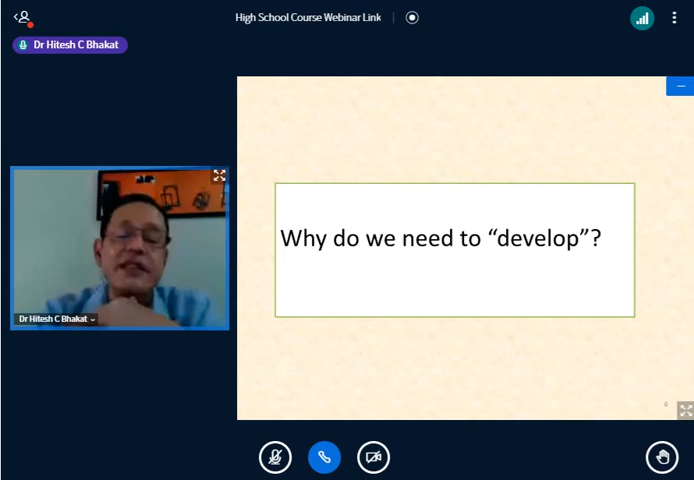 High School Course Webinar Link
Dr Hitesh C Bhakat
Why do we need to “develop”?
Dr Hitesh C Bhakat
6